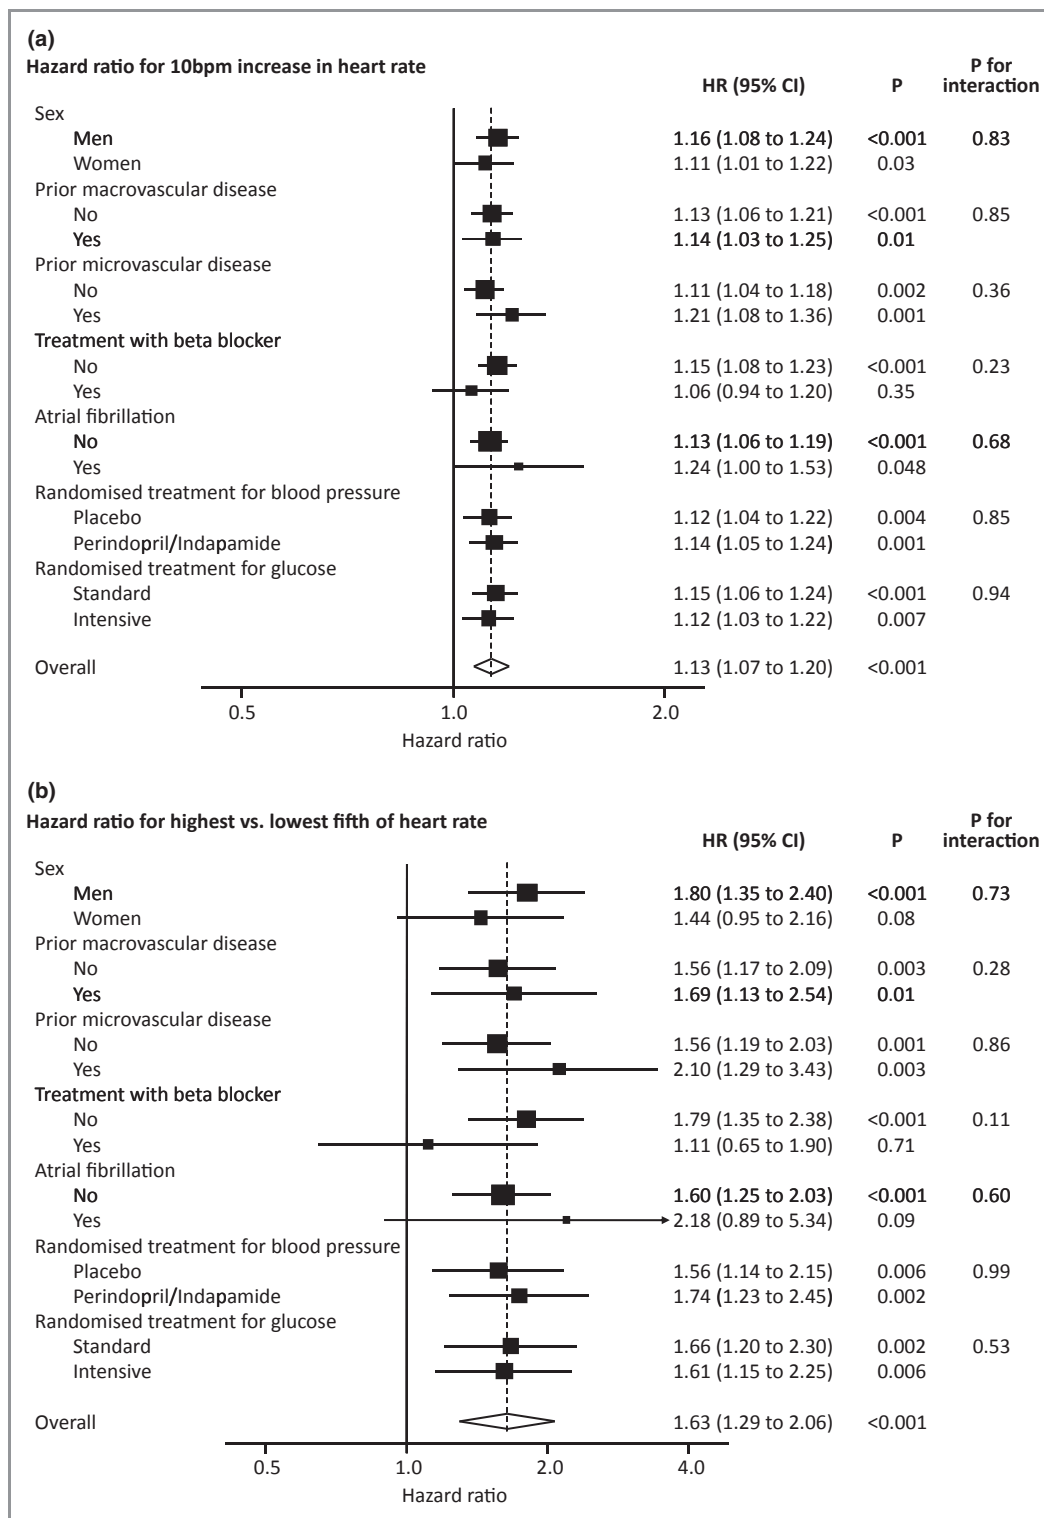 (a)
Hazard ratio for 10bpm increase in heart rate
HR (95% CI) P P for interaction
Sex
Men 1.16 (1.08 to 1.24) <0.001 0.83
Women 1.11 (1.01 to 1.22) 0.03
Prior macrovascular disease
No 1.13 (1.06 to 1.21) <0.001 0.85
Yes 1.14 (1.03 to 1.25) 0.01
Prior microvascular disease
No 1.11 (1.04 to 1.18) 0.002 0.36
Yes 1.21 (1.08 to 1.36) 0.001
Treatment with beta blocker
No 1.15 (1.08 to 1.23) <0.001 0.23
Yes 1.06 (0.94 to 1.20) 0.35
Atrial fibrillation
No 1.13 (1.06 to 1.19) <0.001 0.68
Yes 1.24 (1.00 to 1.53) 0.048
Randomised treatment for blood pressure
Placebo 1.12 (1.04 to 1.22) 0.004 0.85
Perindopril/Indapamide 1.14 (1.05 to 1.24) 0.001
Randomised treatment for glucose
Standard 1.15 (1.06 to 1.24) <0.001 0.94
Intensive 1.12 (1.03 to 1.22) 0.007
Overall 1.13 (1.07 to 1.20) <0.001
0.5 1.0 2.0
Hazard ratio
(b)
Hazard ratio for highest vs. lowest fifth of heart rate
HR (95% CI) P P for interaction
Sex
Men 1.80 (1.35 to 2.40) <0.001 0.73
Women 1.44 (0.95 to 2.16) 0.08
Prior macrovascular disease
No 1.56 (1.17 to 2.09) 0.003 0.28
Yes 1.69 (1.13 to 2.54) 0.01
Prior microvascular disease
No 1.56 (1.19 to 2.03) 0.001 0.86
Yes 2.10 (1.29 to 3.43) 0.003
Treatment with beta blocker
No 1.79 (1.35 to 2.38) <0.001 0.11
Yes 1.11 (0.65 to 1.90) 0.71
Atrial fibrillation
No 1.60 (1.25 to 2.03) <0.001 0.60
Yes 2.18 (0.89 to 5.34) 0.09
Randomised treatment for blood pressure
Placebo 1.56 (1.14 to 2.15) 0.006 0.99
Perindopril/Indapamide 1.74 (1.23 to 2.45) 0.002
Randomised treatment for glucose
Standard 1.66 (1.20 to 2.30) 0.002 0.53
Intensive 1.61 (1.15 to 2.25) 0.006
Overall 1.63 (1.29 to 2.06) <0.001
0.5 1.0 2.0 4.0
Hazard ratio